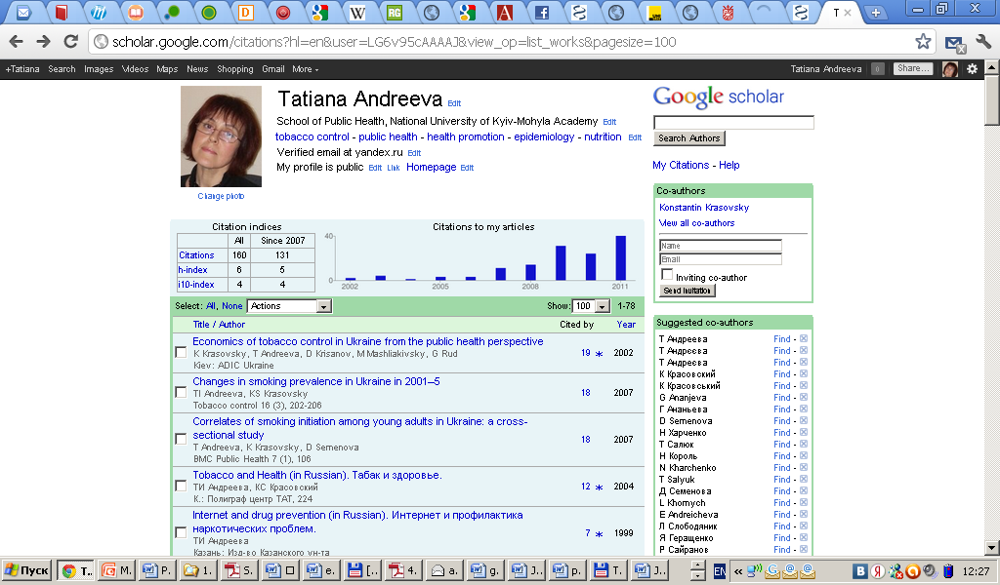 scholar.google.com/citations?hl=en&user=LG6v95cAAAAJ&view_op=list_works&pagesize=100
+Tatiana Search Images Videos Maps News Shopping Gmail More
Tatiana Andreeva 0 Share...
Tatiana Andreeva Edit
School of Public Health, National University of Kyiv-Mohyla Academy Edit
tobacco control - public health - health promotion - epidemiology - nutrition Edit
Verified email at yandex.ru Edit
My profile is public Edit Link Homepage Edit
Change photo
Google scholar
Search Authors
My Citations - Help
Citation indices
All Since 2007
Citations 160 131
h-index 6 5
i10-index 4 4
Citations to my articles
40
0
2002 2005 2008 2011
Select: All, None Actions
Show: 100 1-78
Title / Author Cited by Year
Economics of tobacco control in Ukraine from the public health perspective
K Krasovsky, T Andreeva, D Krisanov, M Mashliakivsky, G Rud
Kiev: ADIC Ukraine
19 * 2002
Changes in smoking prevalence in Ukraine in 2001–5
TI Andreeva, KS Krasovsky
Tobacco control 16 (3), 202-206
18 2007
Correlates of smoking initiation among young adults in Ukraine: a cross-
sectional study
T Andreeva, K Krasovsky, D Semenova
BMC Public Health 7 (1), 106
18 2007
Tobacco and Health (in Russian). Табак и здоровье.
ТИ Андреева, КС Красовский
К.: Полиграф центр ТАТ, 224
12 * 2004
Internet and drug prevention (in Russian). Интернет и профилактика
наркотических проблем.
ТИ Андреева
Казань: Изд-во Казанского ун-та
7 * 1999
Co-authors
Konstantin Krasovsky
View all co-authors
Name
Email
Inviting co-author
Send invitation
Suggested co-authors
Т Андреева Find -
Т Андрєєва Find -
Т Андреєва Find -
К Красовский Find -
К Красовський Find -
G Ananjeva Find -
Г Ананьева Find -
D Semenova Find -
Н Харченко Find -
Т Салюк Find -
Н Король Find -
N Kharchenko Find -
T Salyuk Find -
Д Семенова Find -
L Khomych Find -
E Andreicheva Find -
Л Слободяник Find -
Я Геращенко Find -
Р Сайранов Find -
Пуск T.. M. P. 1. S. О e. [.. 4. a. g. J.. p. T. J..
EN « 12:27